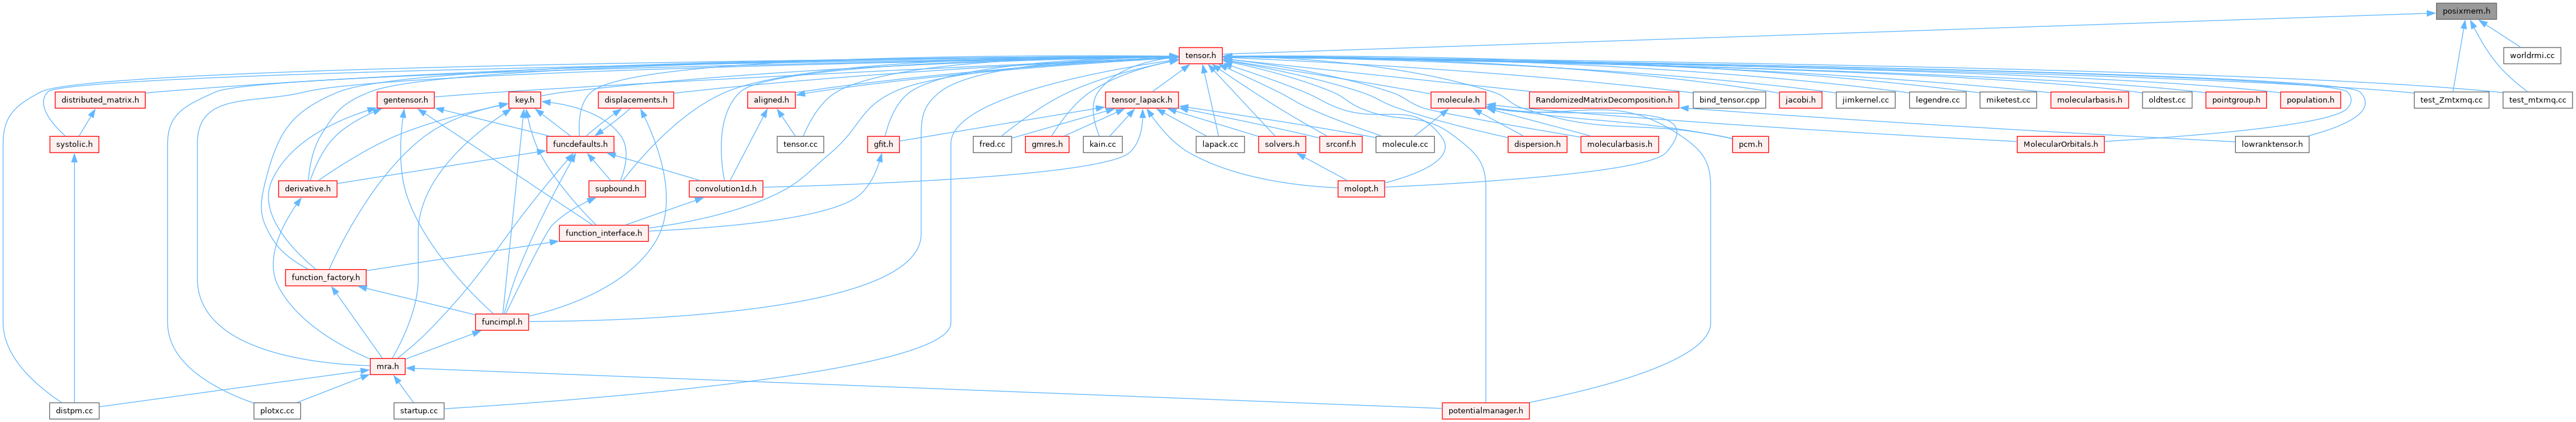 posixmem.h
tensor.h
worldrmi.cc
distributed_matrix.h
gentensor.h
key.h
displacements.h
aligned.h
tensor_lapack.h
molecule.h
RandomizedMatrixDecomposition.h
bind_tensor.cpp
jacobi.h
jimkernel.cc
legendre.cc
miketest.cc
molecularbasis.h
oldtest.cc
pointgroup.h
population.h
test_Zmtxmq.cc
test_mtxmq.cc
systolic.h
funcdefaults.h
tensor.cc
gfit.h
fred.cc
gmres.h
kain.cc
lapack.cc
solvers.h
srconf.h
molecule.cc
dispersion.h
molecularbasis.h
pcm.h
MolecularOrbitals.h
lowranktensor.h
derivative.h
supbound.h
convolution1d.h
molopt.h
function_interface.h
function_factory.h
funcimpl.h
mra.h
distpm.cc
plotxc.cc
startup.cc
potentialmanager.h